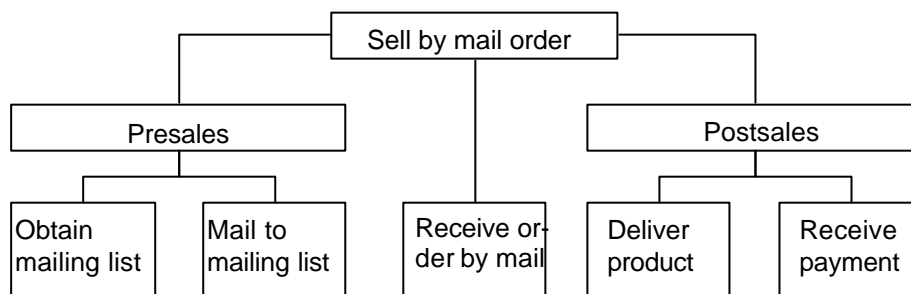 Sell by mail order
Presales
Postsales
Obtain
mailing list
Mail to
mailing list
Receive or-
der by mail
Deliver
product
Receive
payment